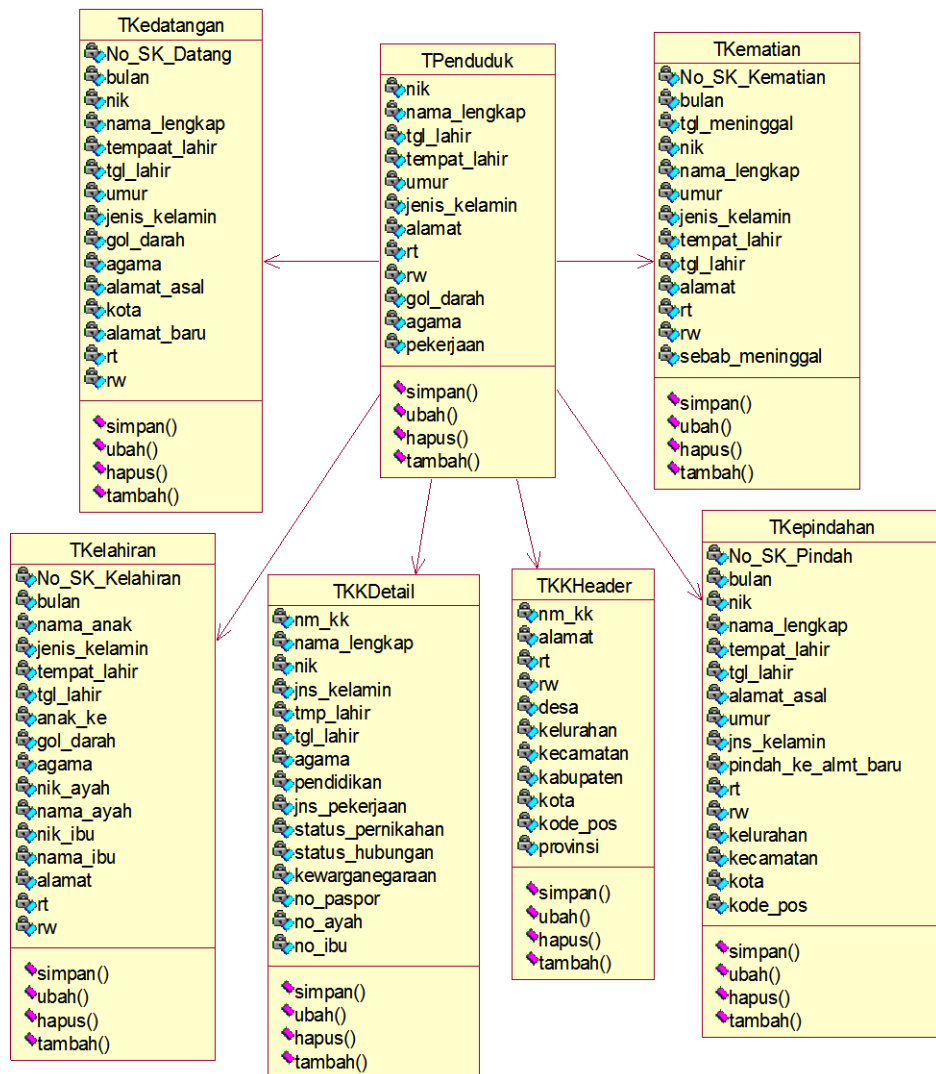 TKedatangan
No_SK_Datang
bulan
nik
nama_lengkap
tempaat_lahir
tgl_lahir
umur
jenis_kelamin
gol_darah
agama
alamat_asal
kota
alamat_baru
rt
rw
simpan()
ubah()
hapus()
tambah()
TPenduduk
nik
nama_lengkap
tgl_lahir
tempat_lahir
umur
jenis_kelamin
alamat
rt
rw
gol_darah
agama
pekerjaan
simpan()
ubah()
hapus()
tambah()
TKematian
No_SK_Kematian
bulan
tgl_meninggal
nik
nama_lengkap
umur
jenis_kelamin
tempat_lahir
tgl_lahir
alamat
rt
rw
sebab_meninggal
simpan()
ubah()
hapus()
tambah()
TKelahiran
No_SK_Kelahiran
bulan
nama_anak
jenis_kelamin
tempat_lahir
tgl_lahir
anak_ke
gol_darah
agama
nik_ayah
nama_ayah
nik_ibu
nama_ibu
alamat
rt
rw
simpan()
ubah()
hapus()
tambah()
TKKDetail
nm_kk
nama_lengkap
nik
jns_kelamin
tmp_lahir
tgl_lahir
agama
pendidikan
jns_pekerjaan
status_pernikahan
status_hubungan
kewarganegaraan
no_paspor
no_ayah
no_ibu
simpan()
ubah()
hapus()
tambah()
TKKHeader
nm_kk
alamat
rt
rw
desa
kelurahan
kecamatan
kabupaten
kota
kode_pos
provinsi
simpan()
ubah()
hapus()
tambah()
TKepindahan
No_SK_Pindah
bulan
nik
nama_lengkap
tempat_lahir
tgl_lahir
alamat_asal
umur
jns_kelamin
pindah_ke_almt_baru
rt
rw
kelurahan
kecamatan
kota
kode_pos
simpan()
ubah()
hapus()
tambah()